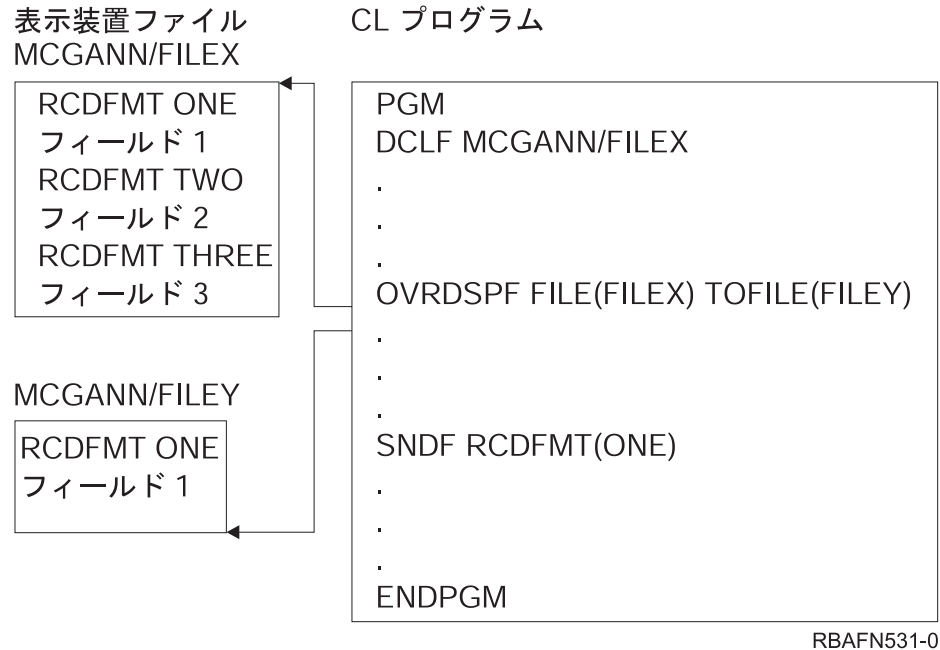 表示装置ファイル
MCGANN/FILEX
RCDFMT ONE
フィールド 1
RCDFMT TWO
フィールド 2
RCDFMT THREE
フィールド 3
MCGANN/FILEY
RCDFMT ONE
フィールド 1
CL プログラム
PGM
DCLF MCGANN/FILEX
.
.
.
OVRDSPF FILE(FILEX) TOFILE(FILEY)
.
.
.
SNDF RCDFMT(ONE)
.
.
.
ENDPGM
RBAFN531-0